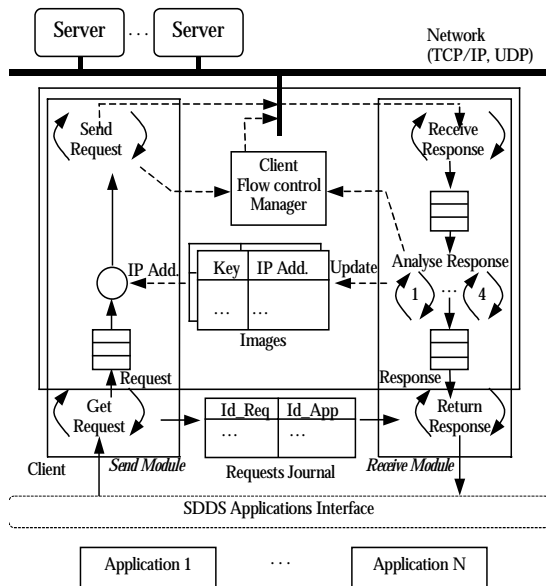 Server ... Server
Network
(TCP/IP, UDP)
Send
Request
Receive
Response
Client
Flow control
Manager
Analyse Response
IP Add.
Key IP Add.
Update
... ...
1 ... 4
Images
Request
Response
Get
Request
Id_Req Id_App
... ...
Return
Response
Client
Send Module
Requests Journal
Receive Module
SDDS Applications Interface
Application 1 ... Application N